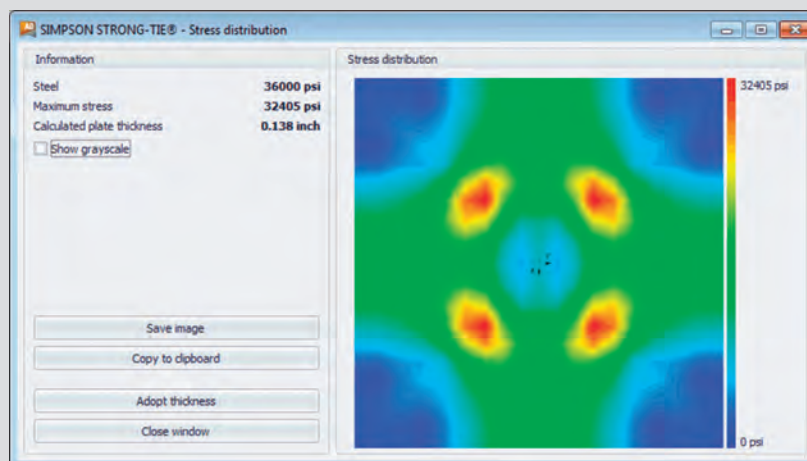 SIMPSON STRONG-TIE® - Stress distribution
Information
Steel 36000 psi
Maximum stress 32405 psi
Calculated plate thickness 0.138 inch
Show grayscale
Save image
Copy to clipboard
Adopt thickness
Close window
Stress distribution
32405 psi
0 psi